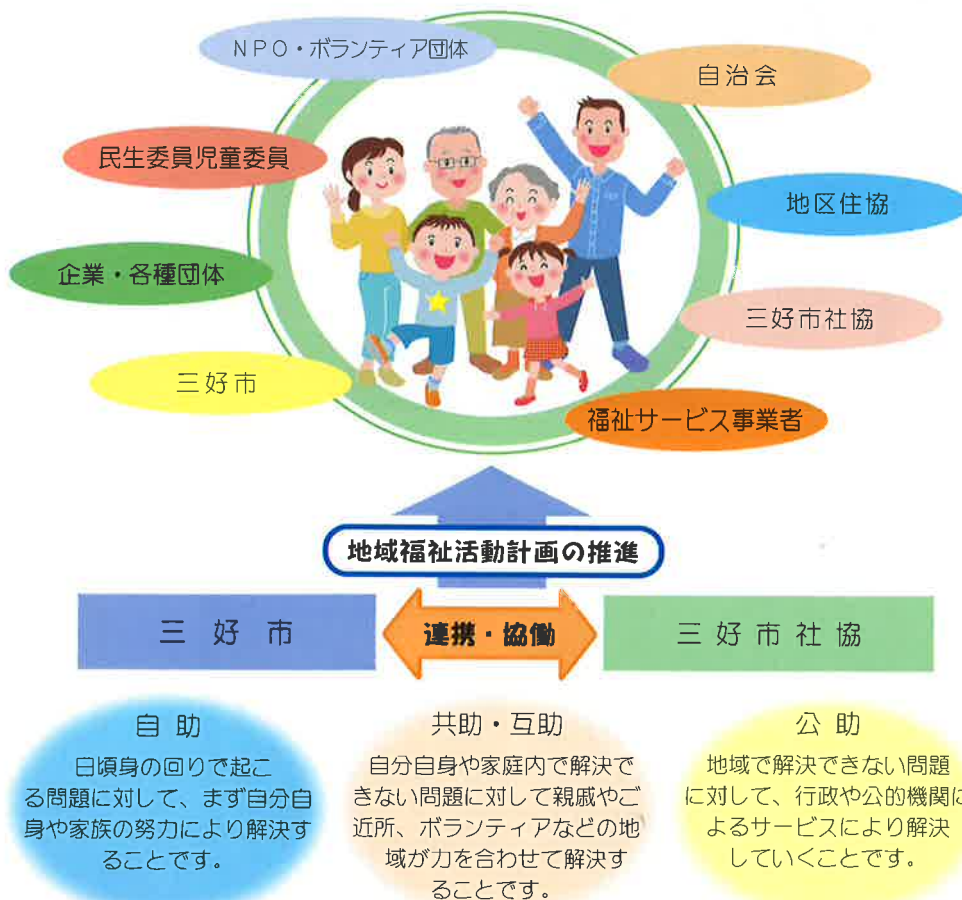 NPO・ボランティア団体
自治会
民生委員児童委員
地区住協
企業・各種団体
三好市社協
三好市
福祉サービス事業者
地域福祉活動計画の推進
三好市
連携・協働
三好市社協
自助
日頃身の回りで起こ
る問題に対して、まず自分自
身や家族の努力により解決す
ることです。
共助・互助
自分自身や家庭内で解決で
きない問題に対して親戚やご
近所、ボランティアなどの地
域が力を合わせて解決す
ることです。
公助
地域で解決できない問題
に対して、行政や公的機関に
よるサービスにより解決
していくことです。